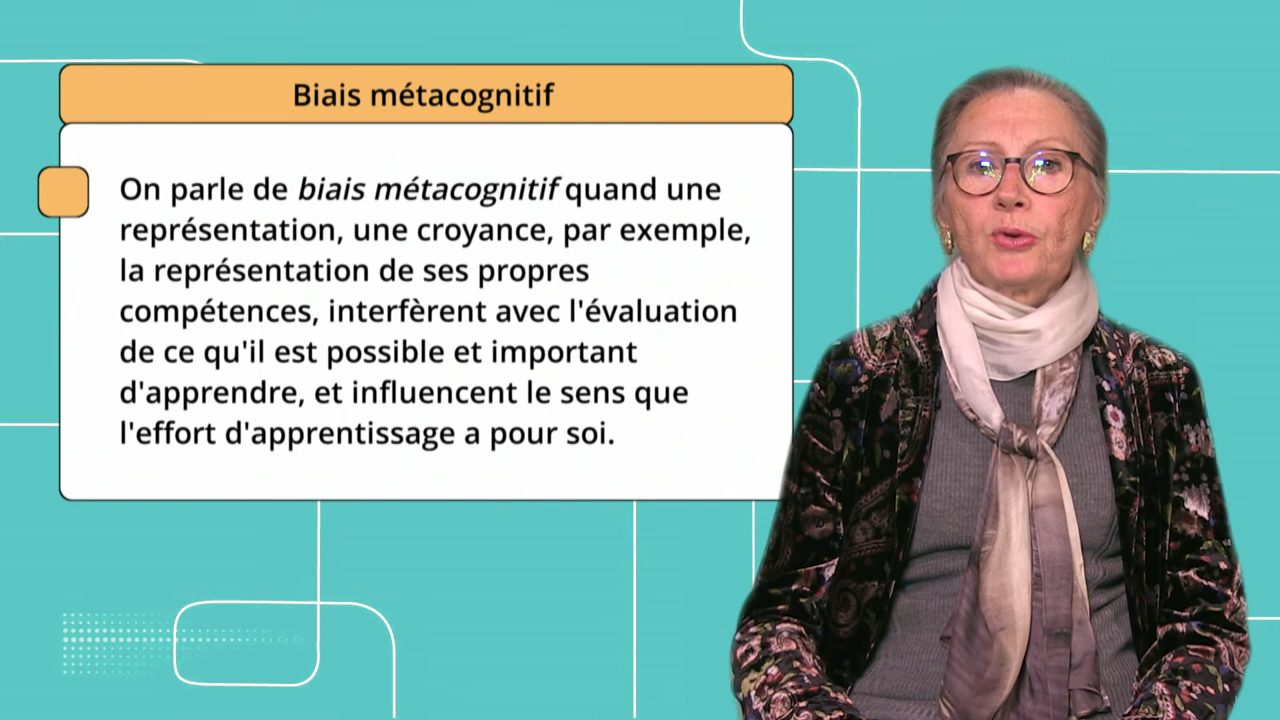 Biais métacognitif
On parle de biais métacognitif quand une
représentation, une croyance, par exemple,
la représentation de ses propres
compétences, interfèrent avec l'évaluation
de ce qu'il est possible et important
d'apprendre, et influencent le sens que
l'effort d'apprentissage a pour soi.